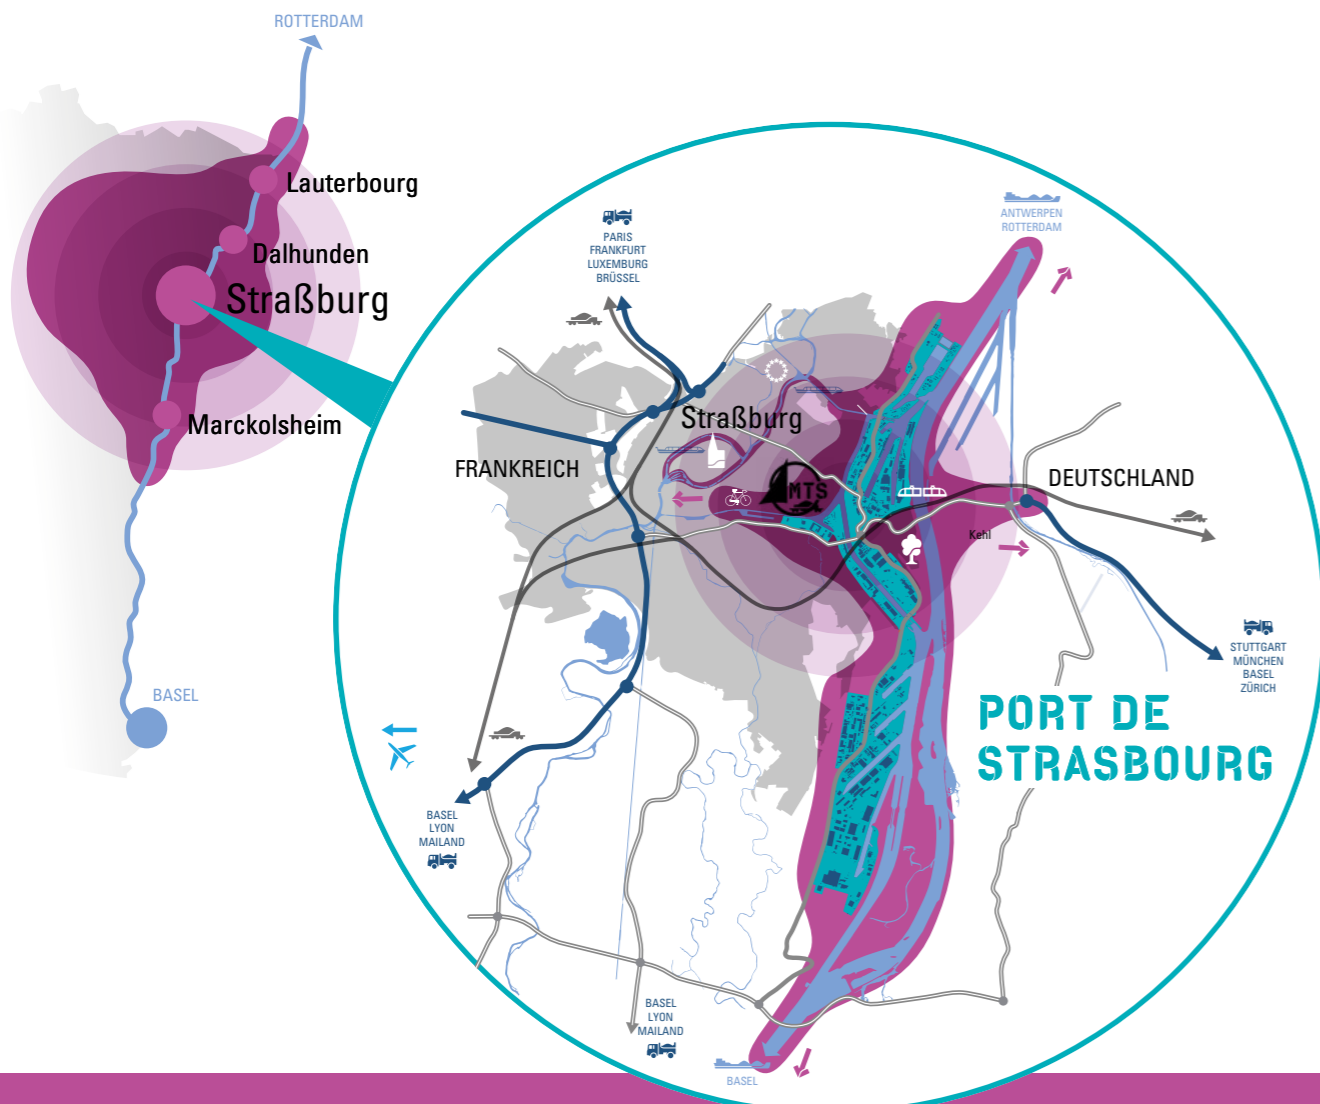 ROTTERDAM
Lauterbourg
Dalhunden
Straßburg
Marckolsheim
BASEL
PARIS
FRANKFURT
LUXEMBURG
BRÜSSEL
ANTWERPEN
ROTTERDAM
Straßburg
FRANKREICH
MTS
DEUTSCHLAND
Kehl
STUTTGART
MÜNCHEN
BASEL
ZÜRICH
PORT DE
STRASBOURG
BASEL
LYON
MAILAND
BASEL
LYON
MAILAND
BASEL